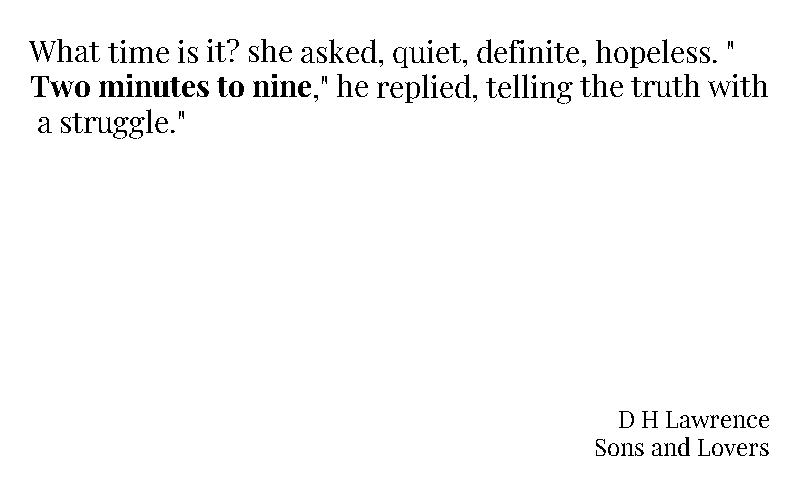 What time is it? she asked, quiet, definite, hopeless. "
Two minutes to nine," he replied, telling the truth with
a struggle."
D H Lawrence
Sons and Lovers